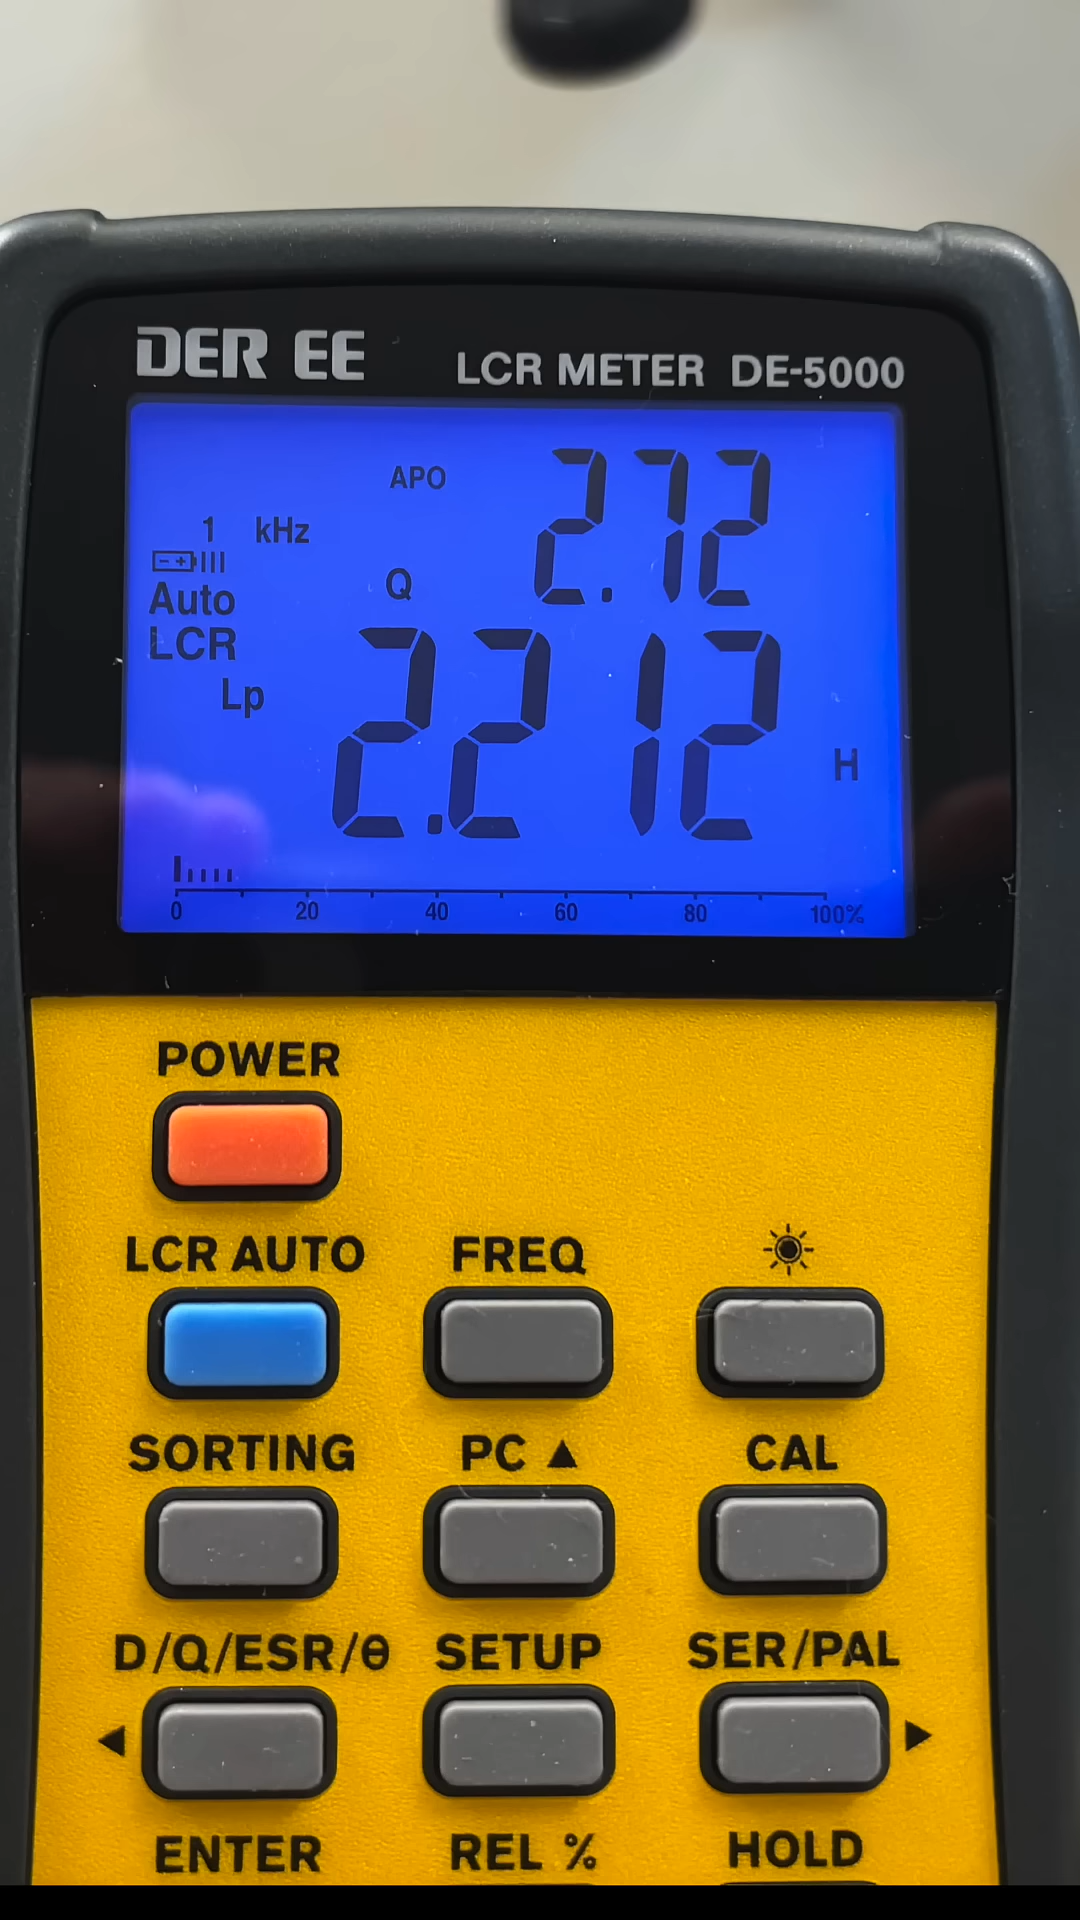 DER EE LCR METER DE-5000
APO 2.72
1 kHz
Auto Q
LCR
Lp 2.212 H
0 20 40 60 80 100%
POWER
LCR AUTO FREQ
SORTING PC ▲ CAL
D/Q/ESR/θ SETUP SER/PAL
◀ ▶
ENTER REL % HOLD